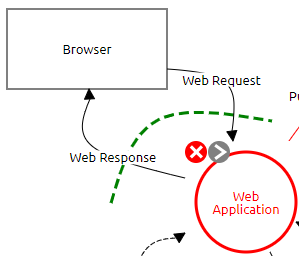 Browser
Web Request
Web Response
Web
Application